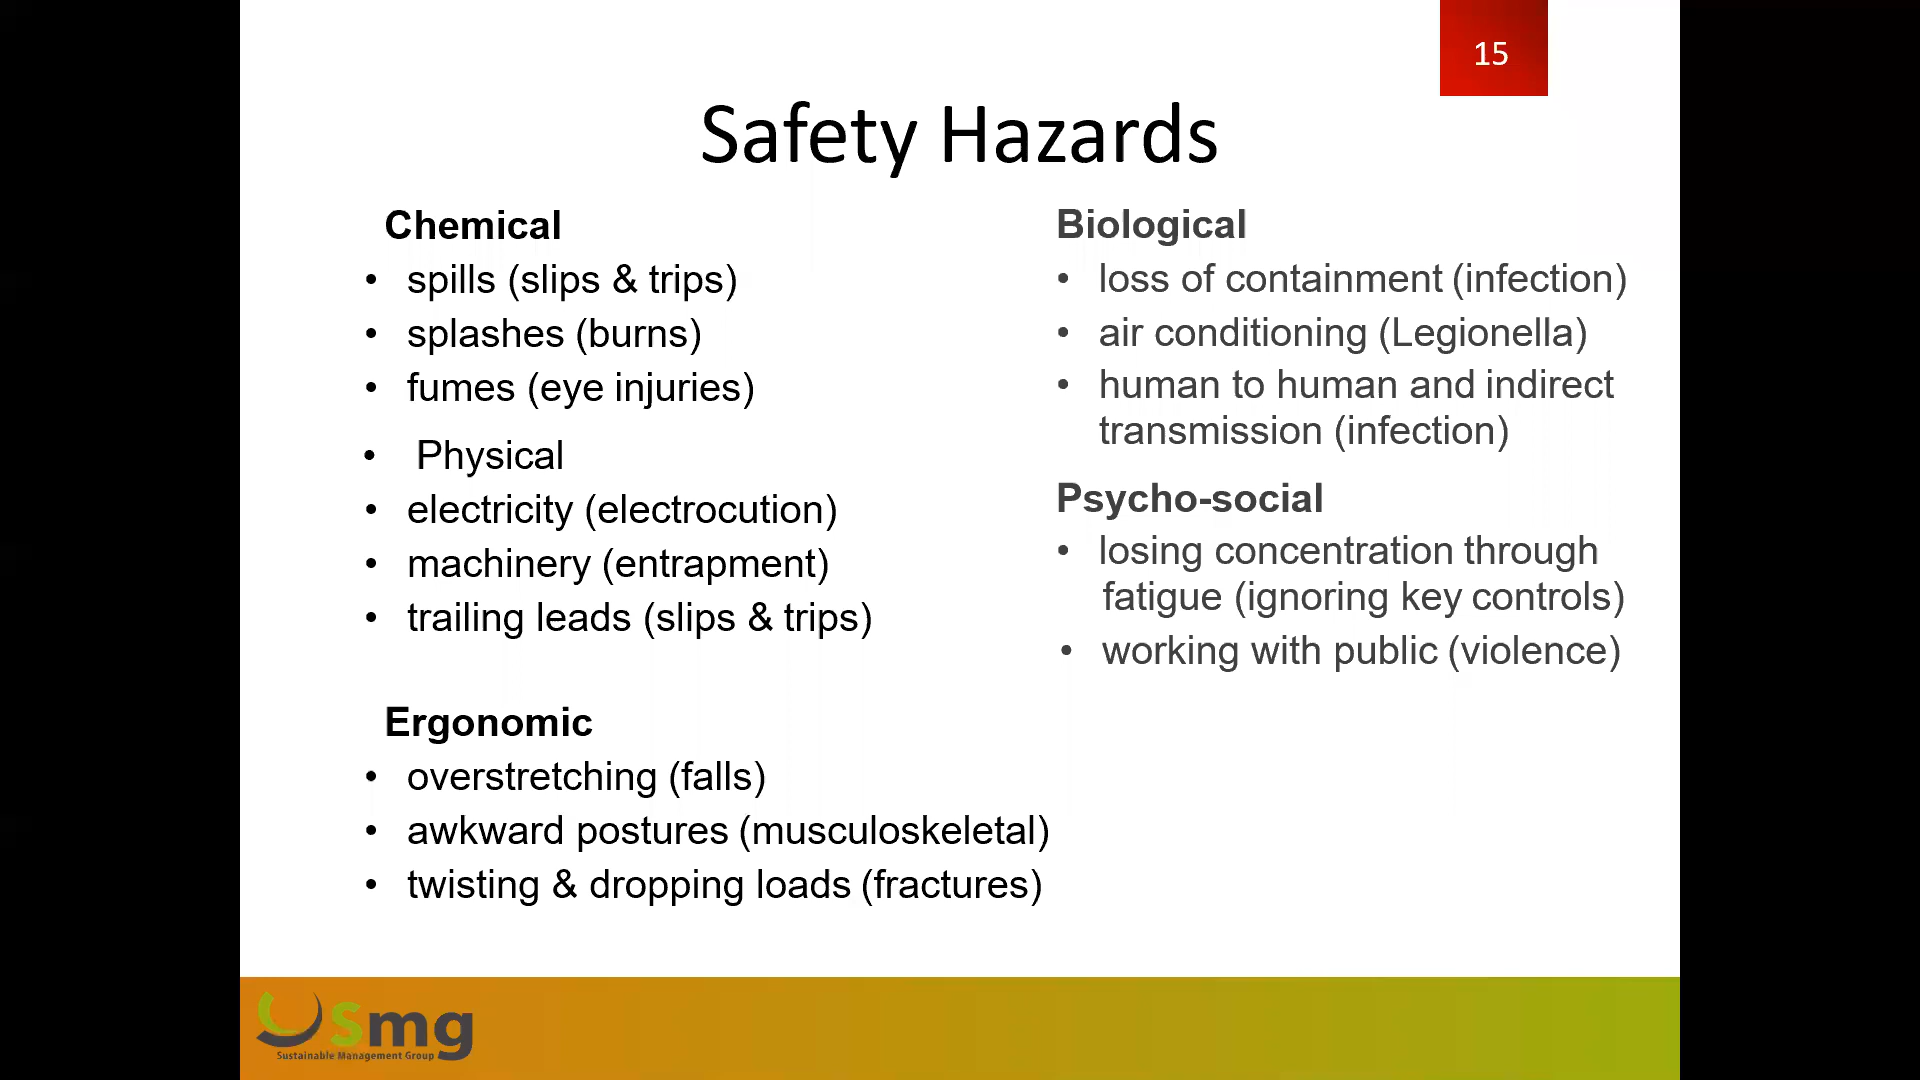 15
Safety Hazards
Chemical
• spills (slips & trips)
• splashes (burns)
• fumes (eye injuries)
• Physical
• electricity (electrocution)
• machinery (entrapment)
• trailing leads (slips & trips)
Ergonomic
• overstretching (falls)
• awkward postures (musculoskeletal)
• twisting & dropping loads (fractures)
Biological
• loss of containment (infection)
• air conditioning (Legionella)
• human to human and indirect
transmission (infection)
Psycho-social
• losing concentration through
fatigue (ignoring key controls)
• working with public (violence)
Smg
Sustainable Management Group